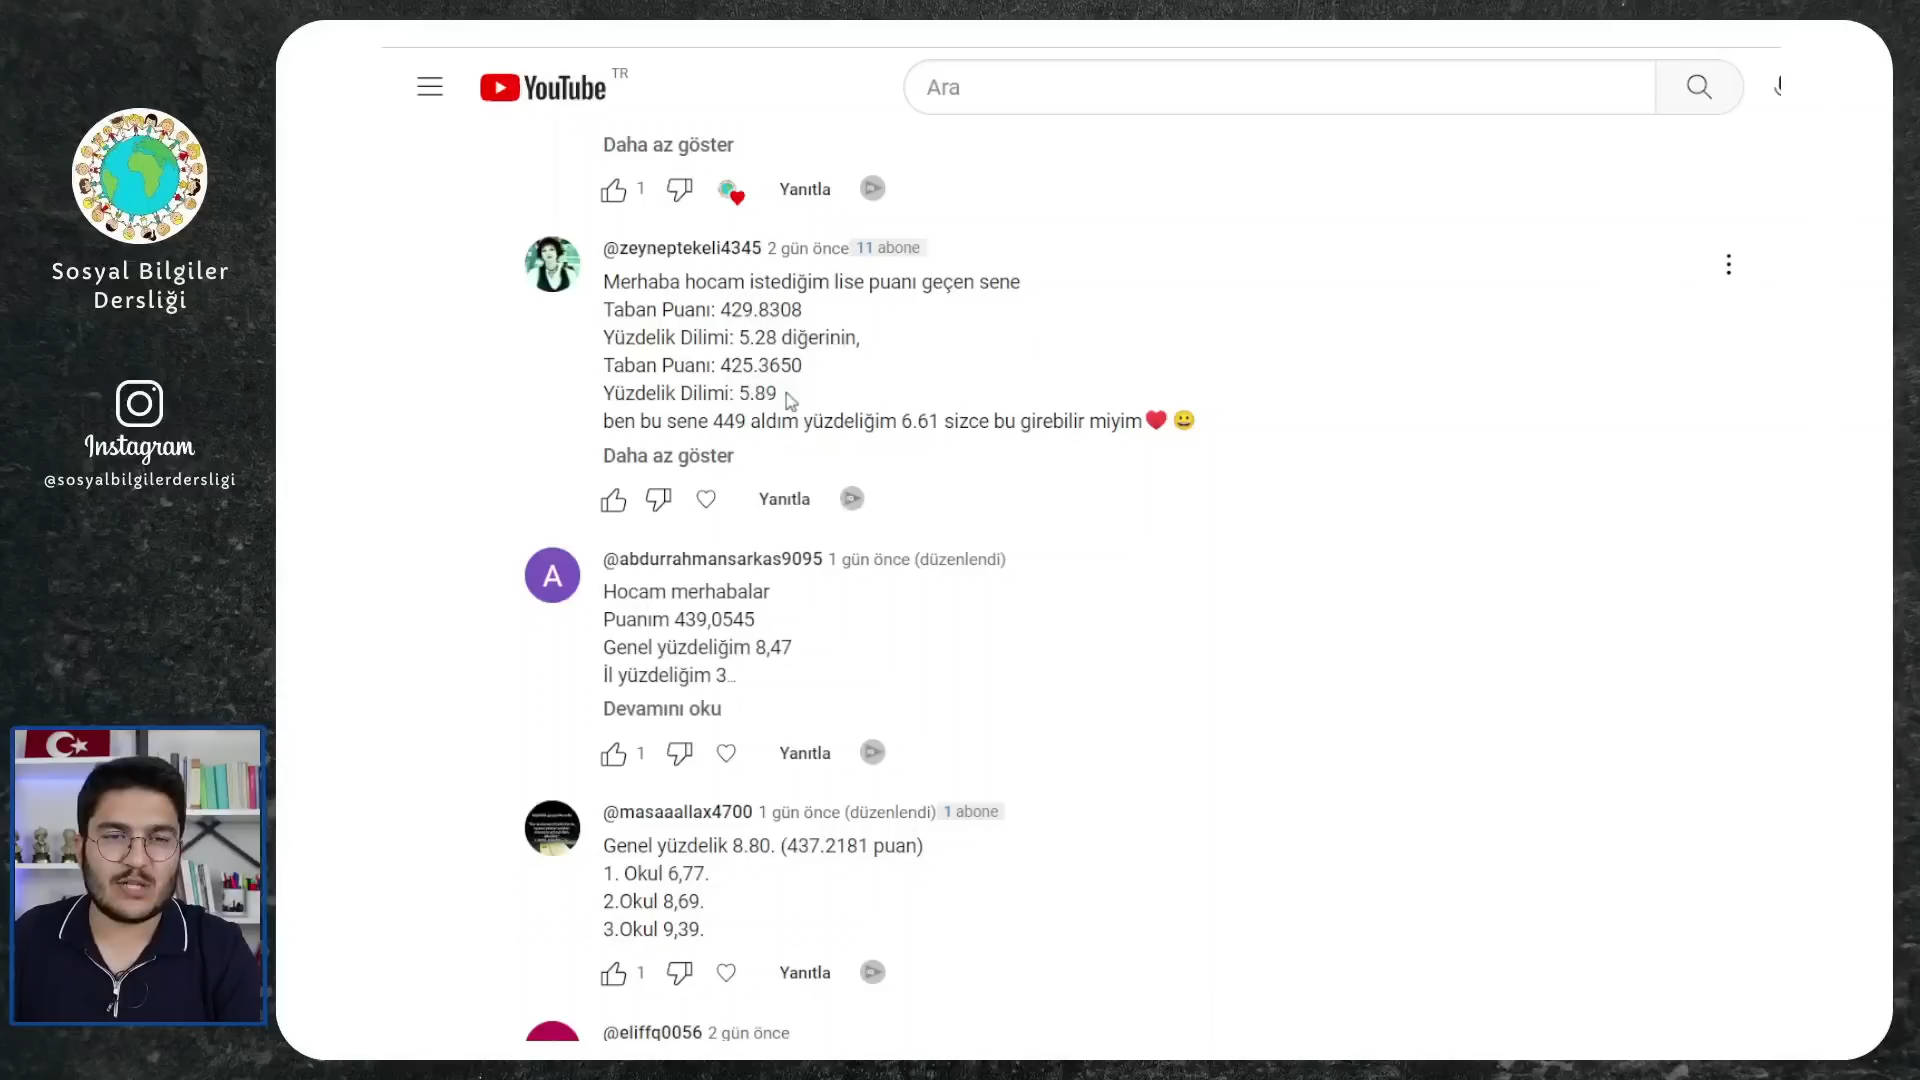 YouTube TR
Ara
Sosyal Bilgiler
Dersliği
Instagram
@sosyalbilgilerdersligi
Daha az göster
1 Yanıtla
@zeyneptekeli4345 2 gün önce 11 abone
Merhaba hocam istediğim lise puanı geçen sene
Taban Puanı: 429.8308
Yüzdelik Dilimi: 5.28 diğerinin,
Taban Puanı: 425.3650
Yüzdelik Dilimi: 5.89
ben bu sene 449 aldım yüzdeliğim 6.61 sizce bu girebilir miyim❤️ 😀
Daha az göster
Yanıtla
A
@abdurrahmansarkas9095 1 gün önce (düzenlendi)
Hocam merhabalar
Puanım 439,0545
Genel yüzdeliğim 8,47
İl yüzdeliğim 3...
Devamını oku
1 Yanıtla
@masaaallax4700 1 gün önce (düzenlendi) 1 abone
Genel yüzdelik 8.80. (437.2181 puan)
1. Okul 6,77.
2.Okul 8,69.
3.Okul 9,39.
1 Yanıtla
@eliffq0056 2 gün önce